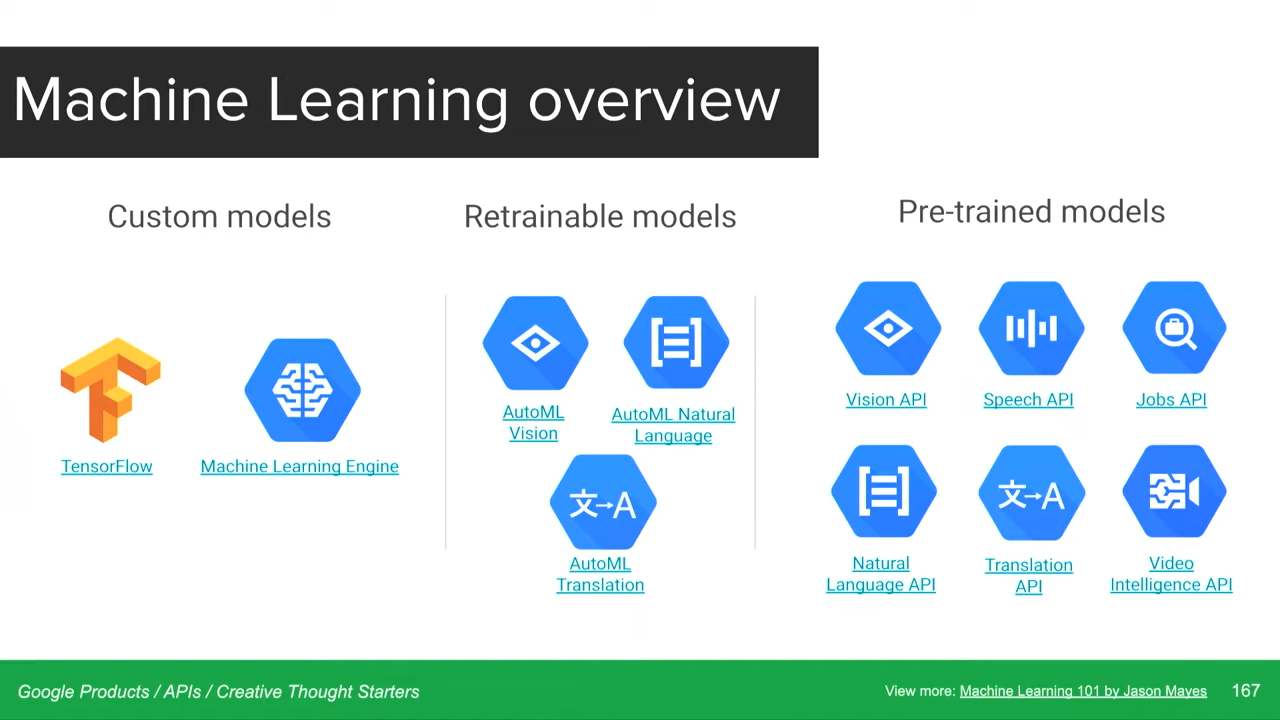 Machine Learning overview
Custom models
TensorFlow
Machine Learning Engine
Retrainable models
AutoML
Vision
AutoML Natural
Language
文→A
AutoML
Translation
Pre-trained models
Vision API
Speech API
Jobs API
Natural
Language API
文→A
Translation
API
Video
Intelligence API
Google Products / APIs / Creative Thought Starters
View more: Machine Learning 101 by Jason Mayes
167